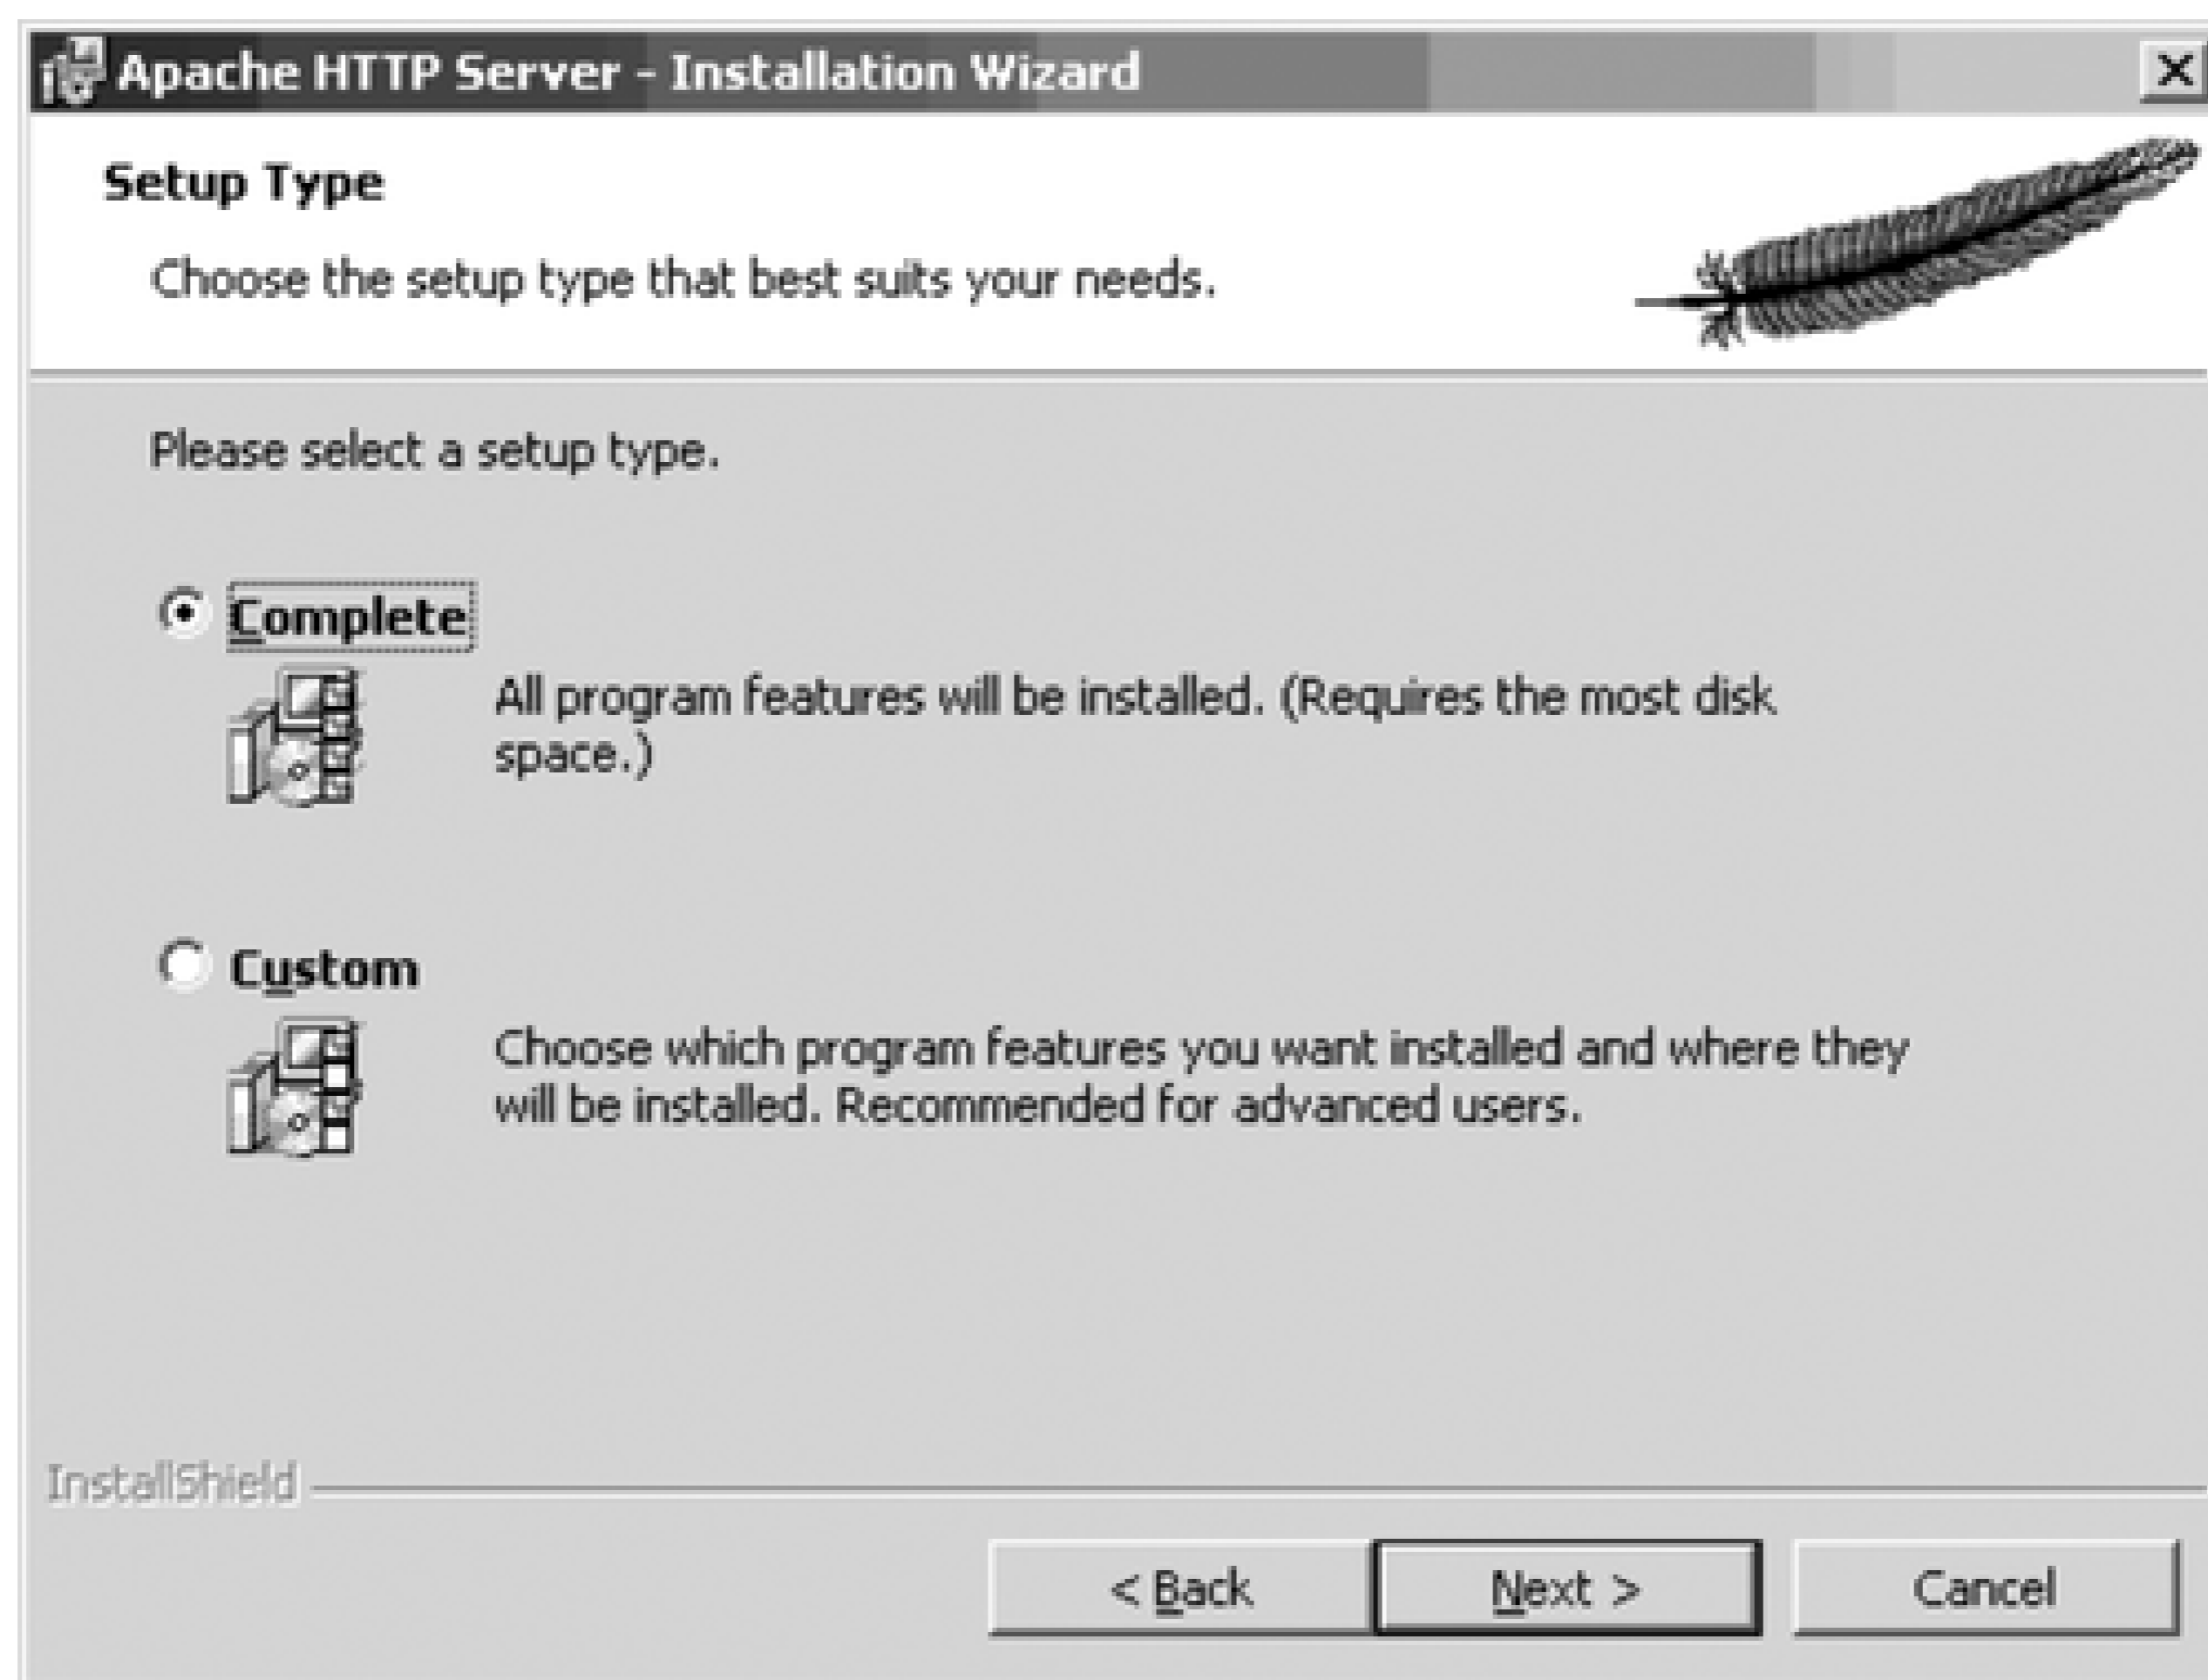 Apache HTTP Server - Installation Wizard
Setup Type
Choose the setup type that best suits your needs.
Please select a setup type.
Complete
All program features will be installed. (Requires the most disk
space.)
Custom
Choose which program features you want installed and where they
will be installed. Recommended for advanced users.
InstallShield
< Back Next > Cancel